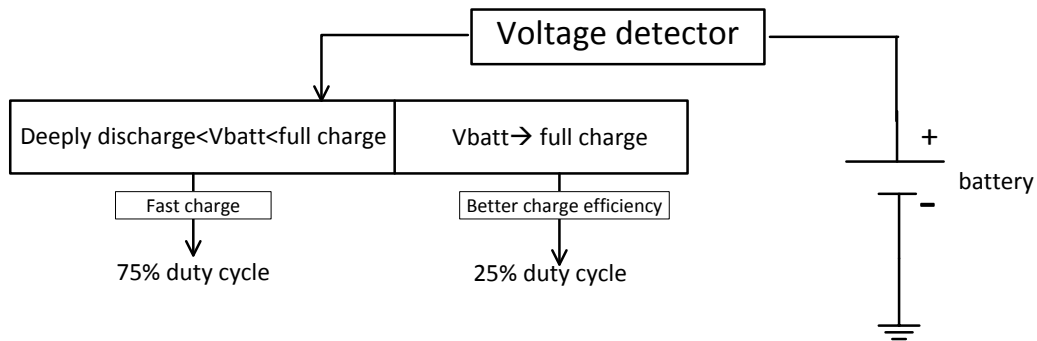 Voltage detector
Deeply discharge<Vbatt<full charge
Vbatt→ full charge
+
battery
-
Fast charge
Better charge efficiency
75% duty cycle
25% duty cycle